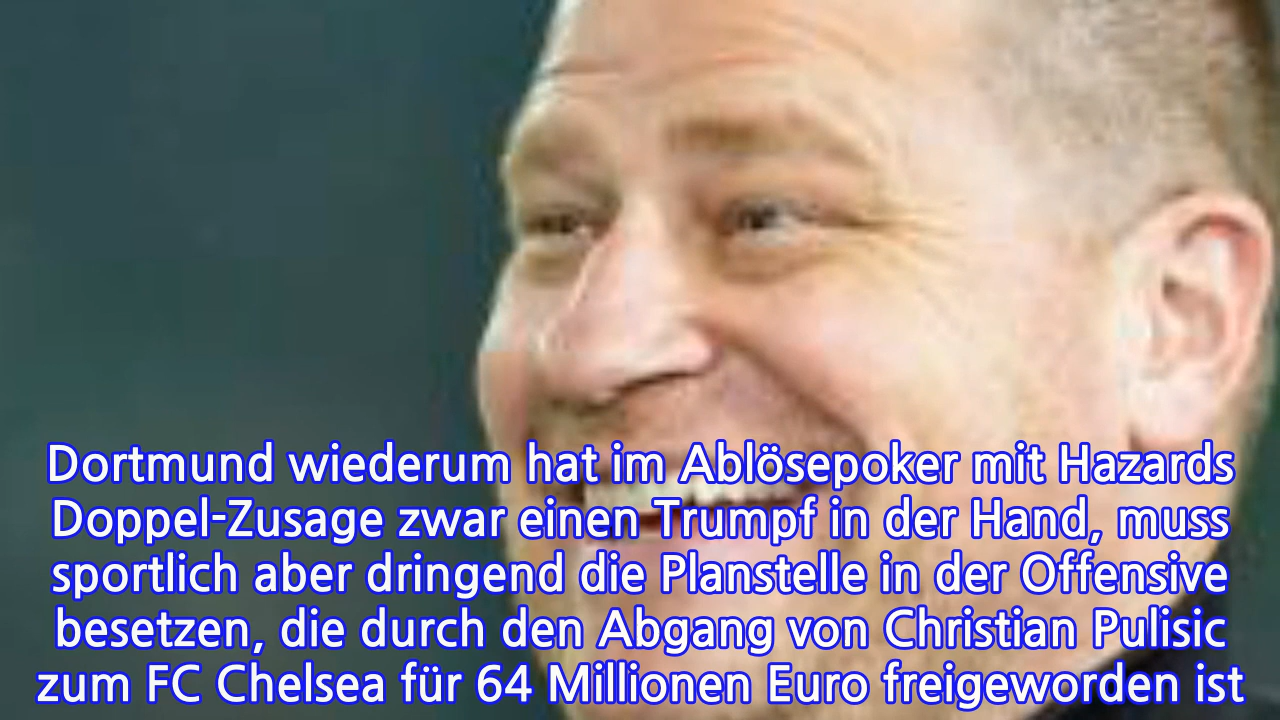 Dortmund wiederum hat im Ablösepoker mit Hazards
Doppel-Zusage zwar einen Trumpf in der Hand, muss
sportlich aber dringend die Planstelle in der Offensive
besetzen, die durch den Abgang von Christian Pulisic
zum FC Chelsea für 64 Millionen Euro freigeworden ist